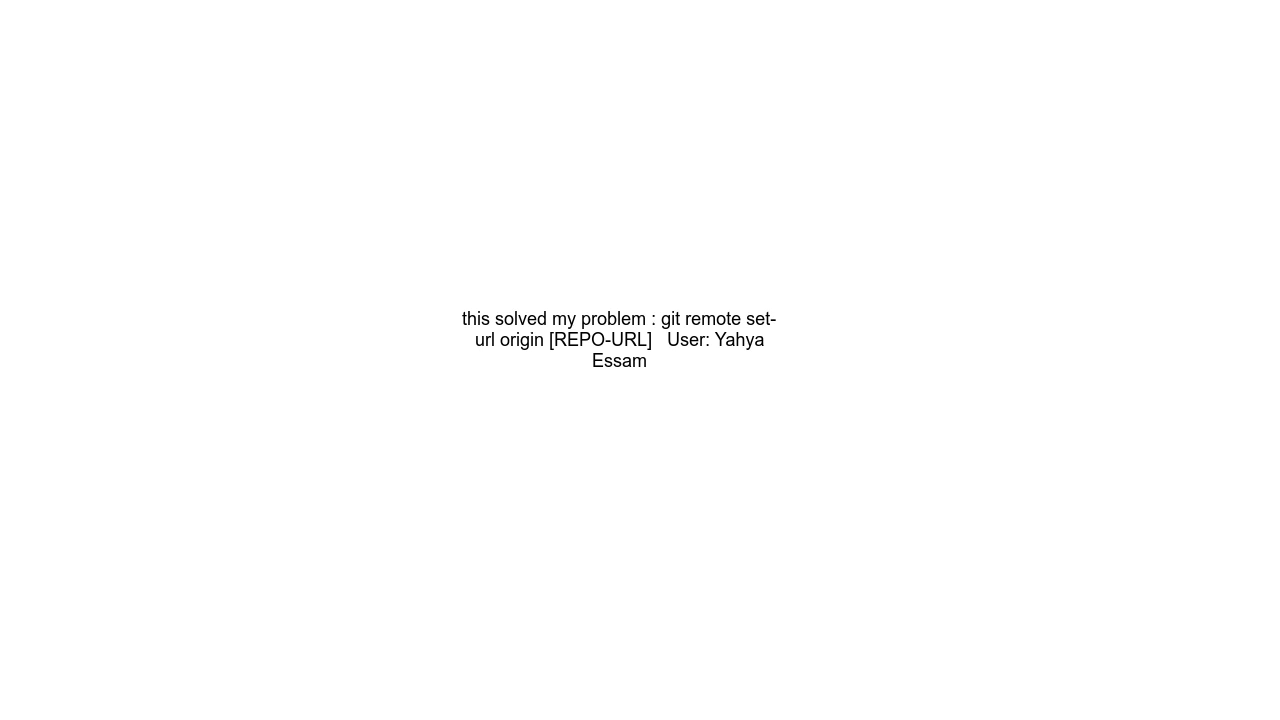 this solved my problem : git remote set-
url origin [REPO-URL]   User: Yahya
Essam